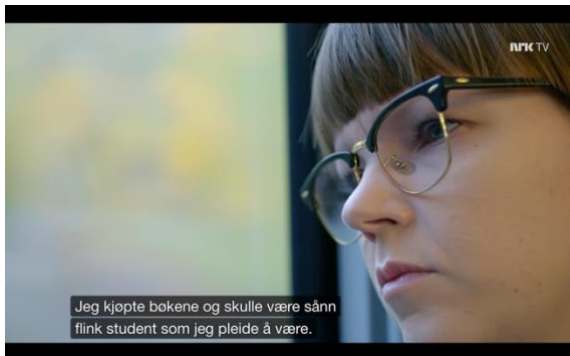 NRK TV
Jeg kjøpte bøkene og skulle være sånn
flink student som jeg pleide å være.